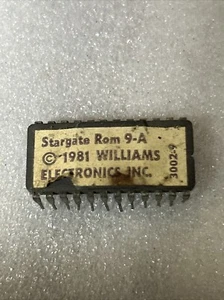 Stargate Rom 9-A
© 1981 WILLIAMS
ELECTRONICS INC.
3002-9